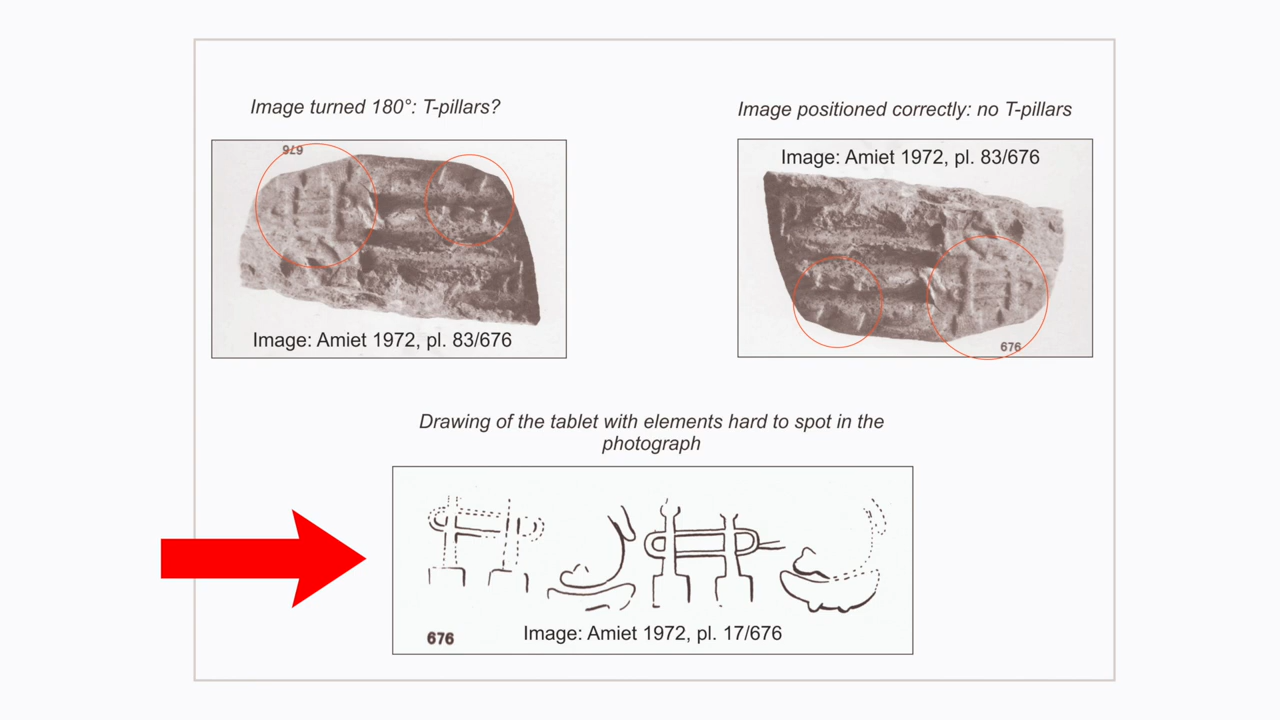 Image turned 180°: T-pillars?
676
Image: Amiet 1972, pl. 83/676
Image positioned correctly: no T-pillars
Image: Amiet 1972, pl. 83/676
676
Drawing of the tablet with elements hard to spot in the
photograph
676
Image: Amiet 1972, pl. 17/676